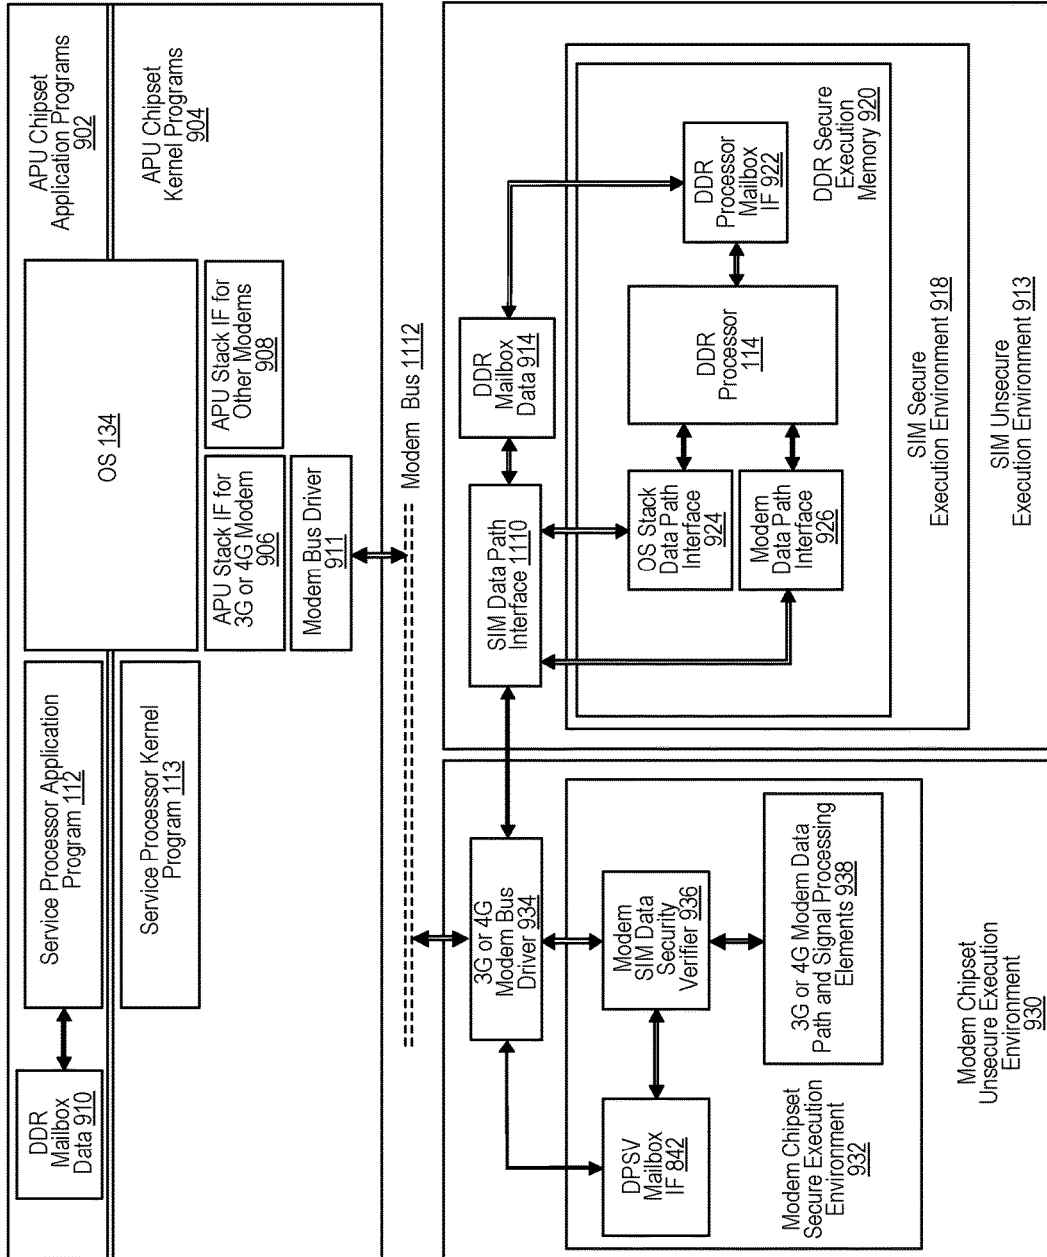 DDR
Mailbox
Data 910
Service Processor Application
Program 112
Service Processor Kernel
Program 113
OS 134
APU Chipset
Application Programs
902
APU Chipset
Kernel Programs
904
APU Stack IF for
3G or 4G Modem
906
APU Stack IF for
Other Modems
908
Modem Bus Driver
911
Modem Bus 1112
3G or 4G
Modem Bus
Driver 934
DPSV
Mailbox
IF 842
Modem
SIM Data
Security
Verifier 936
3G or 4G Modem Data
Path and Signal Processing
Elements 938
Modem Chipset
Secure Execution
Environment
932
Modem Chipset
Unsecure Execution
Environment
930
SIM Data Path
Interface 1110
DDR
Mailbox
Data 914
OS Stack
Data Path
Interface
924
Modem
Data Path
Interface
926
DDR
Processor
114
DDR
Processor
Mailbox
IF 922
DDR Secure
Execution
Memory 920
SIM Secure
Execution Environment 918
SIM Unsecure
Execution Environment 913